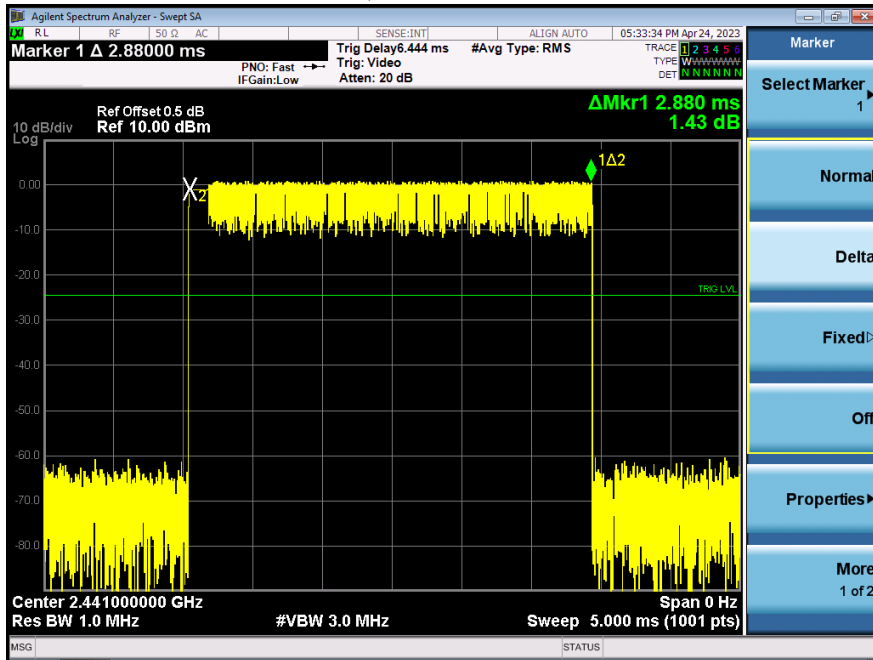 Agilent Spectrum Analyzer - Swept SA
LXI RL RF 50 Ω AC SENSE:INT ALIGN AUTO 05:33:34 PM Apr 24, 2023
Marker 1 Δ 2.88000 ms
PNO: Fast
IFGain:Low
Trig Delay6.444 ms
Trig: Video
Atten: 20 dB
#Avg Type: RMS
TRACE 1 2 3 4 5 6
TYPE WWWWWW
DET N N N N N N
ΔMkr1 2.880 ms
1.43 dB
Ref Offset 0.5 dB
10 dB/div Ref 10.00 dBm
Log
1Δ2
0.00
2
-10.0
-20.0
TRIG LVL
-30.0
-40.0
-50.0
-60.0
-70.0
-80.0
Center 2.441000000 GHz Span 0 Hz
Res BW 1.0 MHz #VBW 3.0 MHz Sweep 5.000 ms (1001 pts)
MSG STATUS
Marker
Select Marker
1
Normal
Delta
Fixed
Off
Properties
More
1 of 2